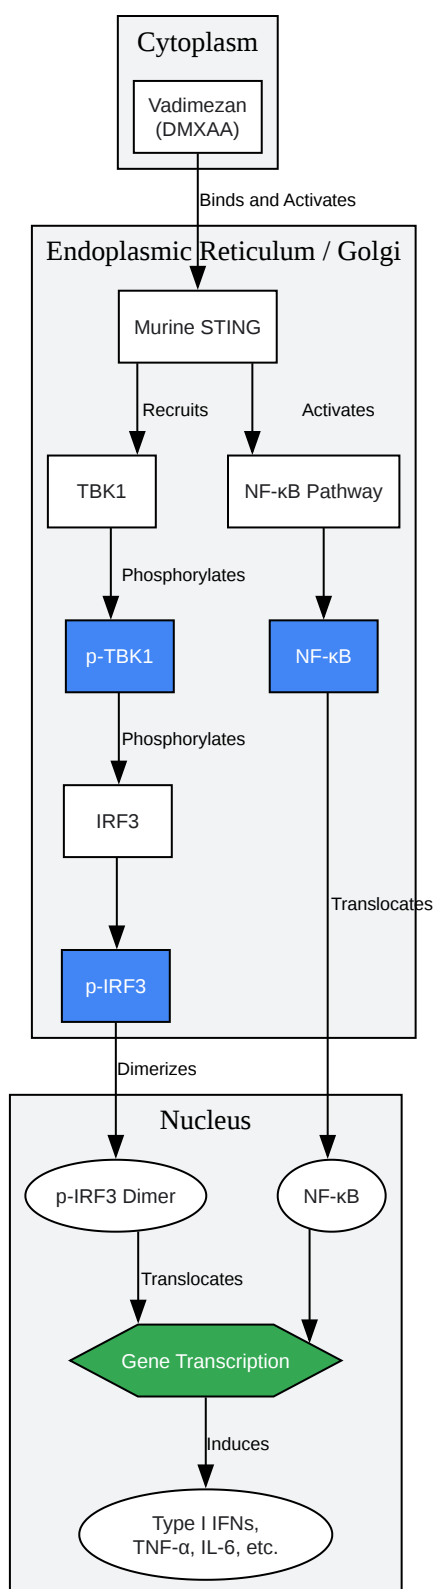 Cytoplasm
Vadimezan
(DMXAA)
Binds and Activates
Endoplasmic Reticulum / Golgi
Murine STING
Recruits
Activates
TBK1
NF-κB Pathway
Phosphorylates
p-TBK1
NF-κB
Phosphorylates
IRF3
Translocates
p-IRF3
Dimerizes
Nucleus
p-IRF3 Dimer
NF-κB
Translocates
Gene Transcription
Induces
Type I IFNs,
TNF-α, IL-6, etc.